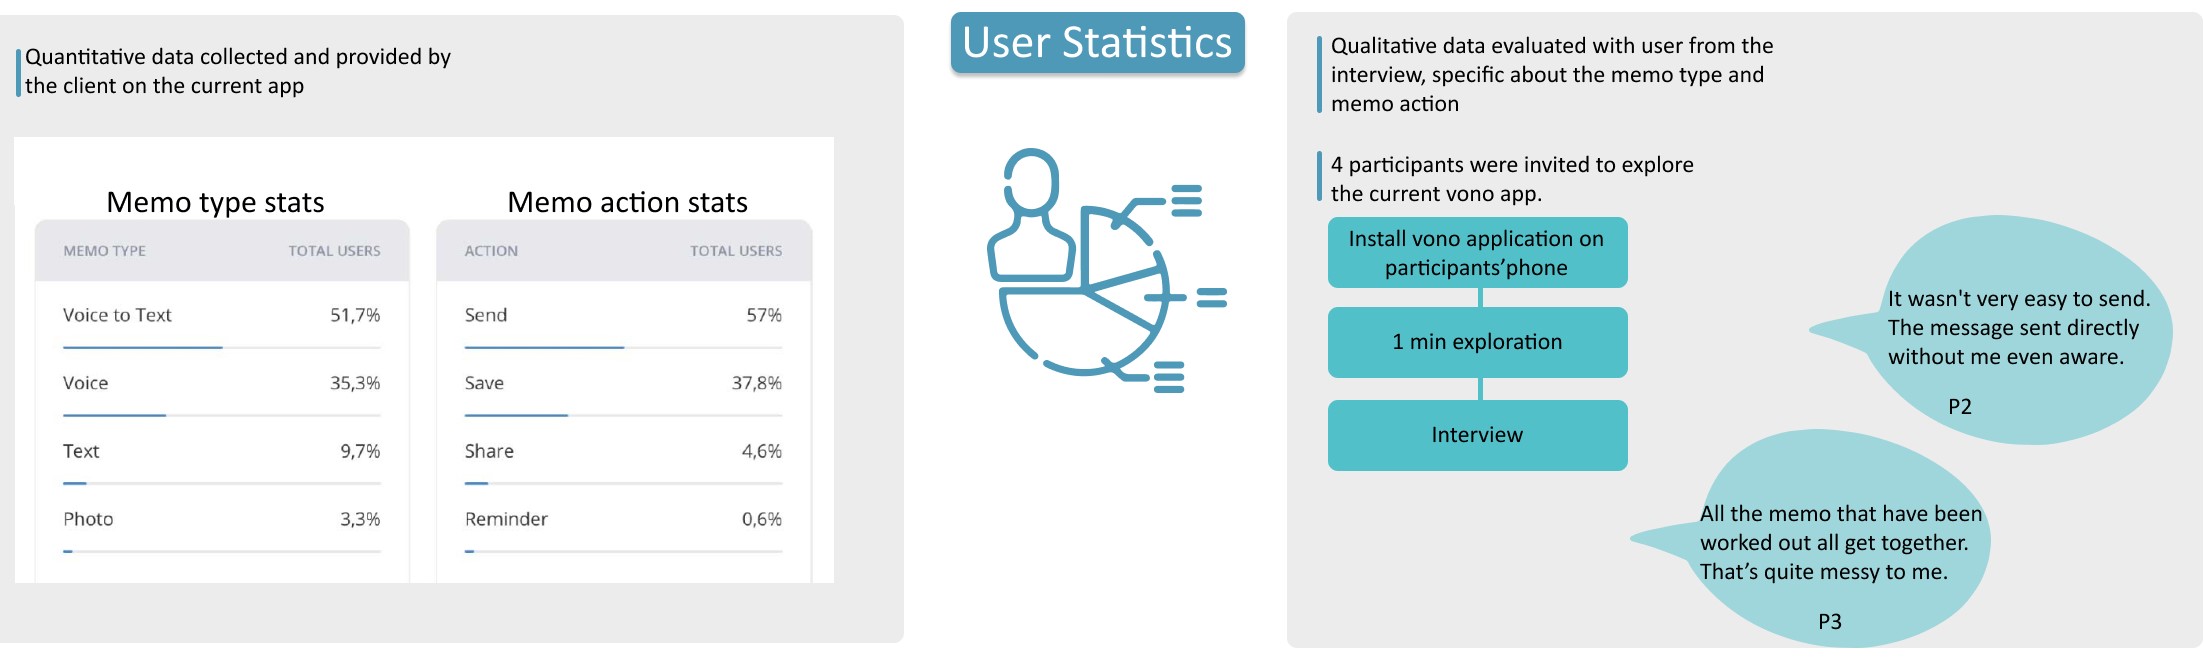 Quantitative data collected and provided by
the client on the current app
Memo type stats
MEMO TYPE TOTAL USERS
Voice to Text 51,7%
Voice 35,3%
Text 9,7%
Photo 3,3%
Memo action stats
ACTION TOTAL USERS
Send 57%
Save 37,8%
Share 4,6%
Reminder 0,6%
User Statistics
Qualitative data evaluated with user from the
interview, specific about the memo type and
memo action
4 participants were invited to explore
the current vono app.
Install vono application on
participants’phone
1 min exploration
Interview
It wasn't very easy to send.
The message sent directly
without me even aware.
P2
All the memo that have been
worked out all get together.
That’s quite messy to me.
P3